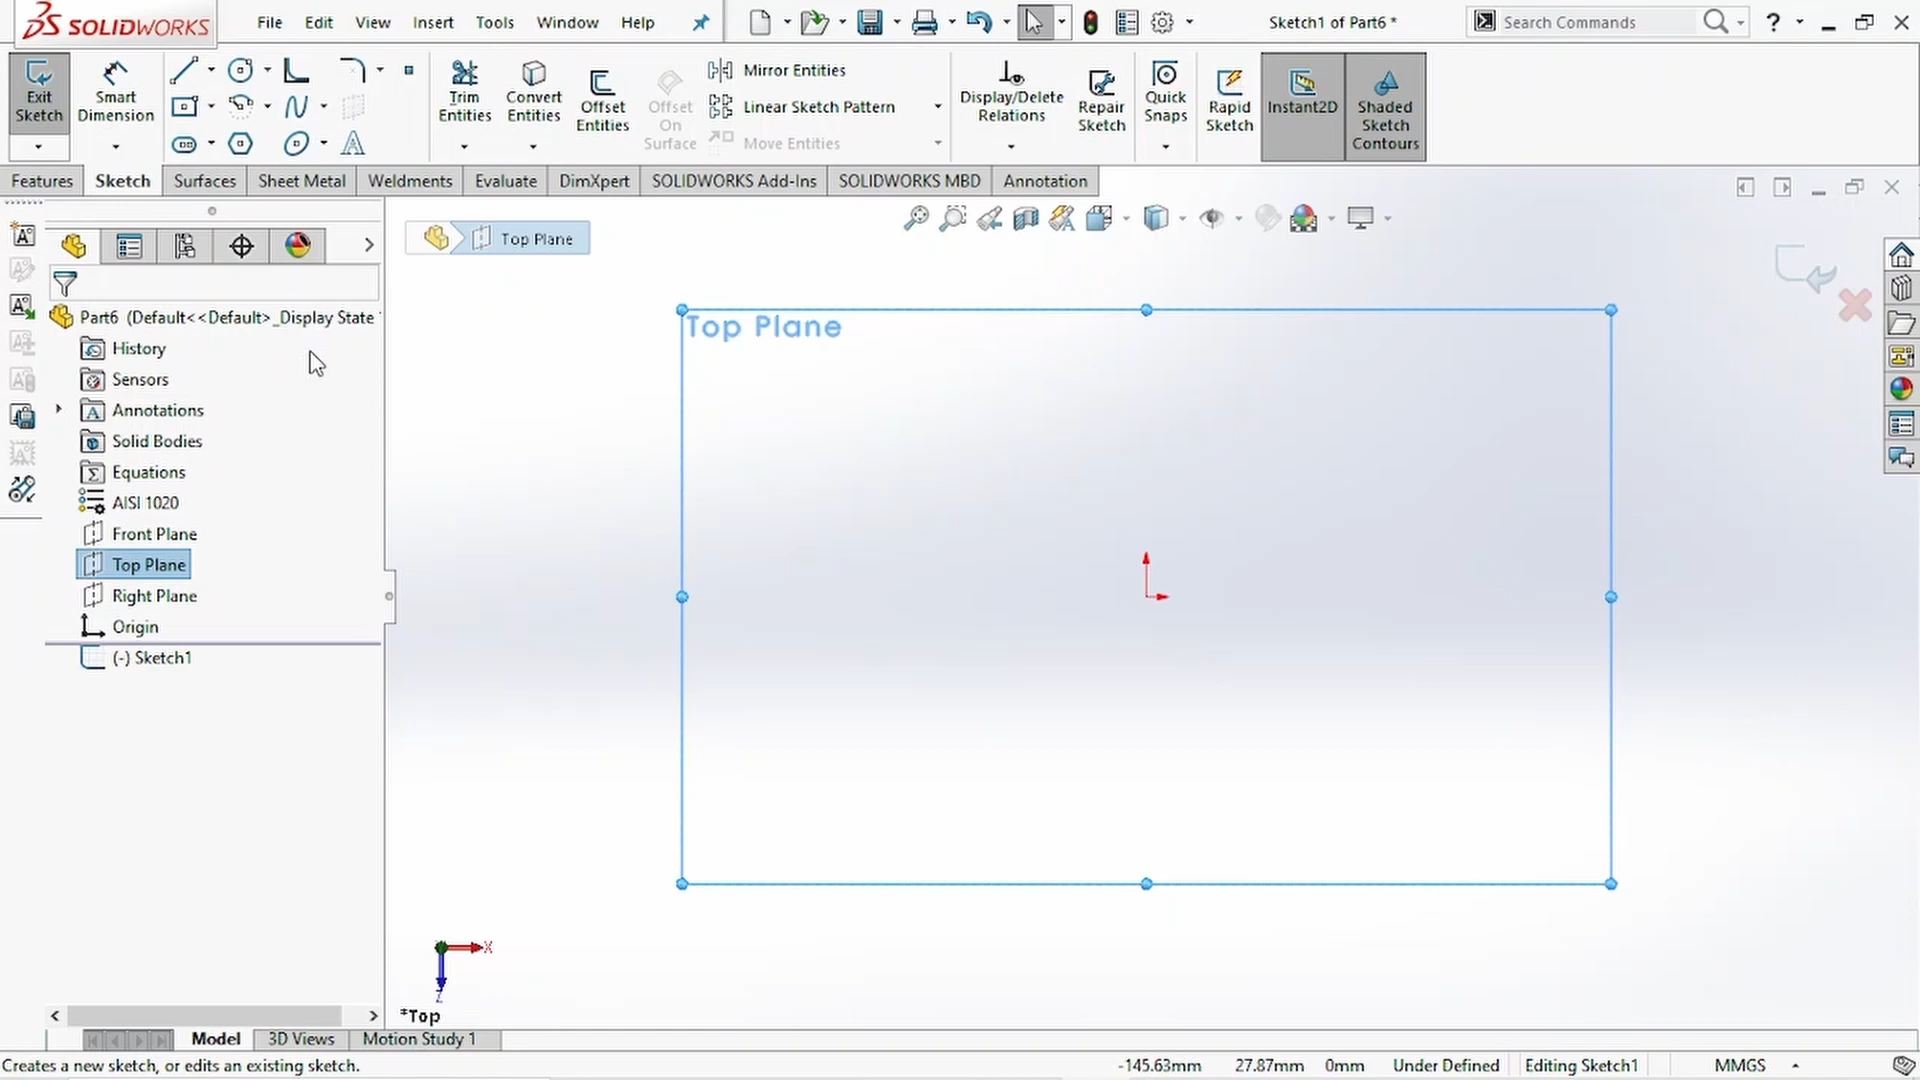 SOLIDWORKS File Edit View Insert Tools Window Help Sketch1 of Part6 * Search Commands ?
Exit Sketch
Smart Dimension
Trim Entities
Convert Entities
Offset Entities
Offset On Surface
Mirror Entities
Linear Sketch Pattern
Move Entities
Display/Delete Relations
Repair Sketch
Quick Snaps
Rapid Sketch
Instant2D
Shaded Sketch Contours
Features Sketch Surfaces Sheet Metal Weldments Evaluate DimXpert SOLIDWORKS Add-Ins SOLIDWORKS MBD Annotation
Top Plane
Part6 (Default<<Default>_Display State
History
Sensors
Annotations
Solid Bodies
Equations
AISI 1020
Front Plane
Top Plane
Right Plane
Origin
(-) Sketch1
Top Plane
X
Z
*Top
Model 3D Views Motion Study 1
Creates a new sketch, or edits an existing sketch. -145.63mm 27.87mm 0mm Under Defined Editing Sketch1 MMGS